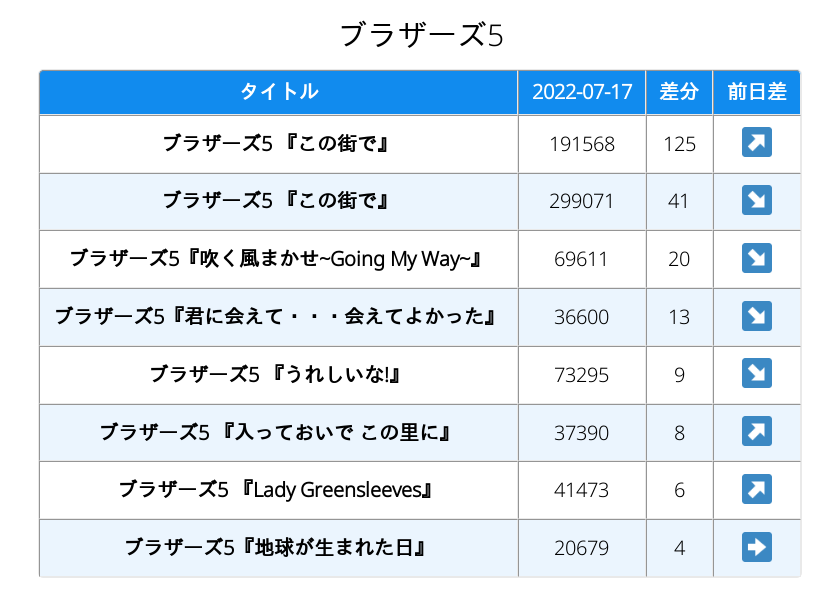 ブラザーズ5
タイトル 2022-07-17 差分 前日差
ブラザーズ5 『この街で』 191568 125 ↗
ブラザーズ5 『この街で』 299071 41 ↘
ブラザーズ5『吹く風まかせ~Going My Way~』 69611 20 ↘
ブラザーズ5『君に会えて・・・会えてよかった』 36600 13 ↘
ブラザーズ5 『うれしいな!』 73295 9 ↘
ブラザーズ5 『入っておいで この里に』 37390 8 ↗
ブラザーズ5 『Lady Greensleeves』 41473 6 ↗
ブラザーズ5『地球が生まれた日』 20679 4 ➡